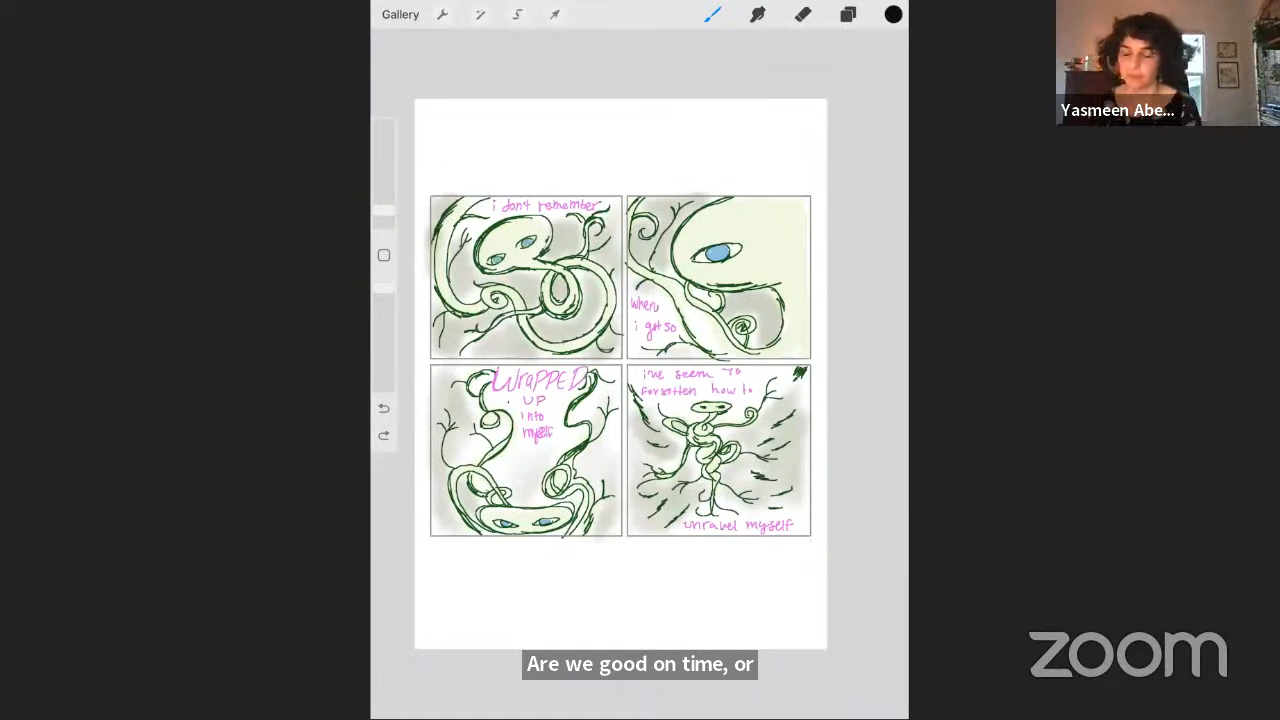 Gallery
Yasmeen Abe...
i don't remember
when
i got so
WRAPPED
UP
into
myself
i've seem to
forgotten how to
unravel myself
Are we good on time, or
zoom